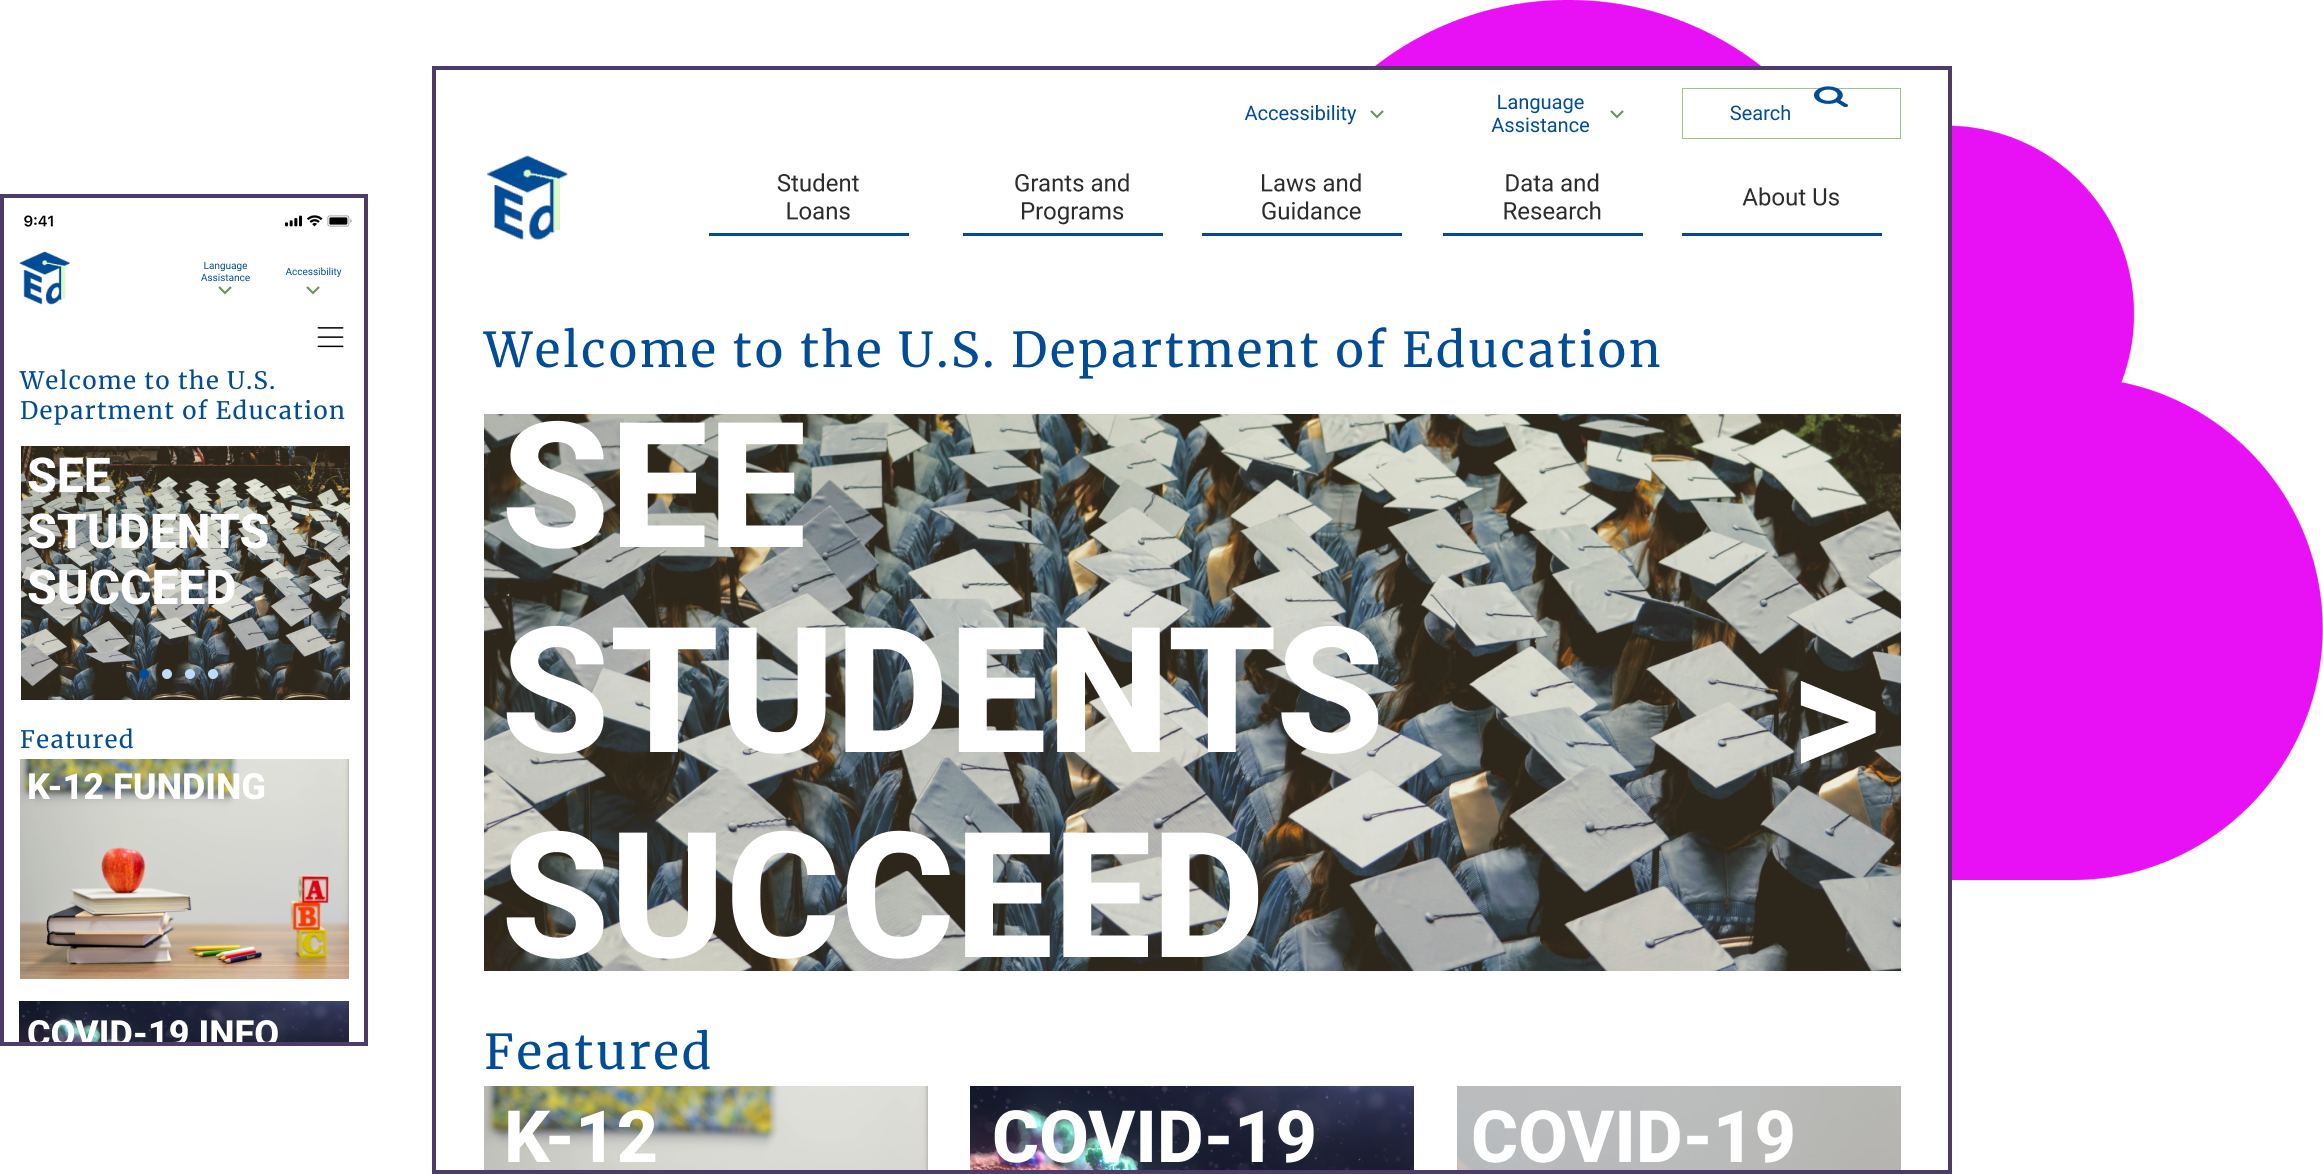 9:41
Ed
Language
Assistance
Accessibility
Welcome to the U.S.
Department of Education
SEE
STUDENTS
SUCCEED
Featured
K-12 FUNDING
A
B
C
COVID-19 INFO
Accessibility
Language
Assistance
Search
Ed
Student
Loans
Grants and
Programs
Laws and
Guidance
Data and
Research
About Us
Welcome to the U.S. Department of Education
SEE
STUDENTS
SUCCEED
>
Featured
K-12
COVID-19
COVID-19